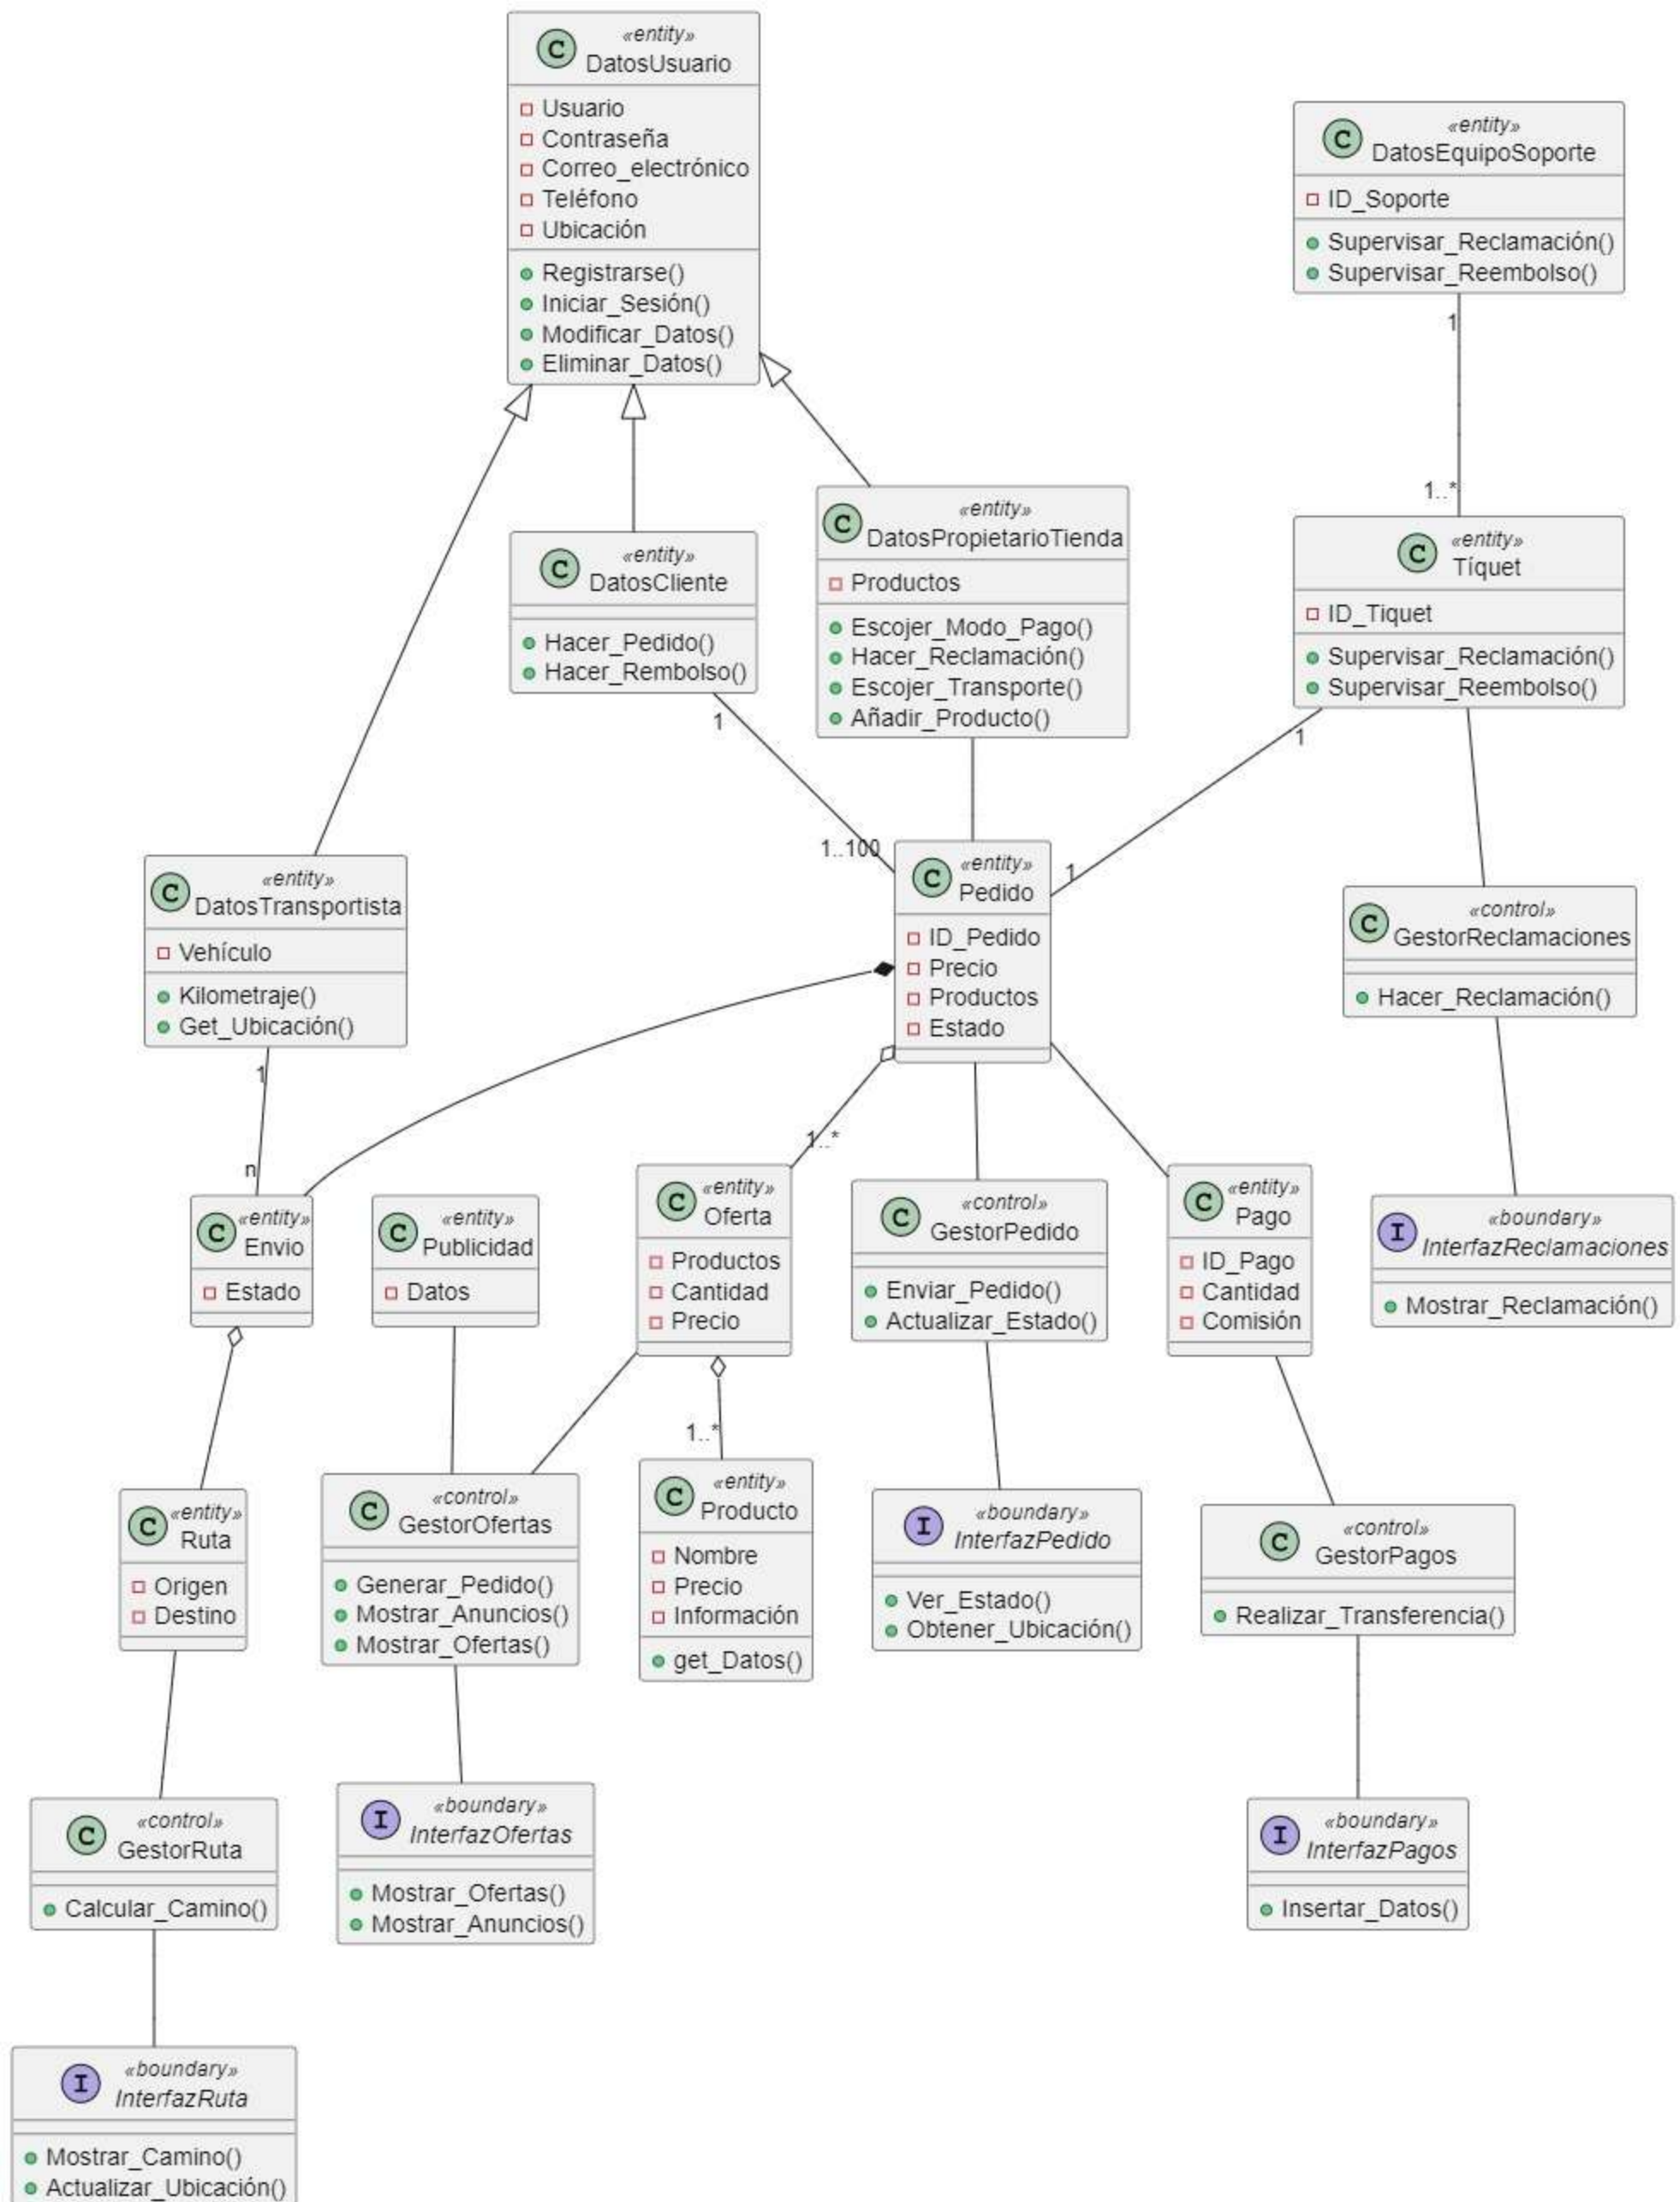 «entity»
DatosUsuario
Usuario
Contraseña
Correo_electrónico
Teléfono
Ubicación
Registrarse()
Iniciar_Sesión()
Modificar_Datos()
Eliminar_Datos()
«entity»
DatosEquipoSoporte
ID_Soporte
Supervisar_Reclamación()
Supervisar_Reembolso()
1
1..*
«entity»
DatosCliente
Hacer_Pedido()
Hacer_Rembolso()
«entity»
DatosPropietarioTienda
Productos
Escojer_Modo_Pago()
Hacer_Reclamación()
Escojer_Transporte()
Añadir_Producto()
«entity»
Tíquet
ID_Tiquet
Supervisar_Reclamación()
Supervisar_Reembolso()
1
1..100
1
1
«entity»
DatosTransportista
Vehículo
Kilometraje()
Get_Ubicación()
«entity»
Pedido
ID_Pedido
Precio
Productos
Estado
«control»
GestorReclamaciones
Hacer_Reclamación()
1
n
1..*
«entity»
Envio
Estado
«entity»
Publicidad
Datos
«entity»
Oferta
Productos
Cantidad
Precio
«control»
GestorPedido
Enviar_Pedido()
Actualizar_Estado()
«entity»
Pago
ID_Pago
Cantidad
Comisión
«boundary»
InterfazReclamaciones
Mostrar_Reclamación()
1..*
«entity»
Ruta
Origen
Destino
«control»
GestorOfertas
Generar_Pedido()
Mostrar_Anuncios()
Mostrar_Ofertas()
«entity»
Producto
Nombre
Precio
Información
get_Datos()
«boundary»
InterfazPedido
Ver_Estado()
Obtener_Ubicación()
«control»
GestorPagos
Realizar_Transferencia()
«control»
GestorRuta
Calcular_Camino()
«boundary»
InterfazOfertas
Mostrar_Ofertas()
Mostrar_Anuncios()
«boundary»
InterfazPagos
Insertar_Datos()
«boundary»
InterfazRuta
Mostrar_Camino()
Actualizar_Ubicación()